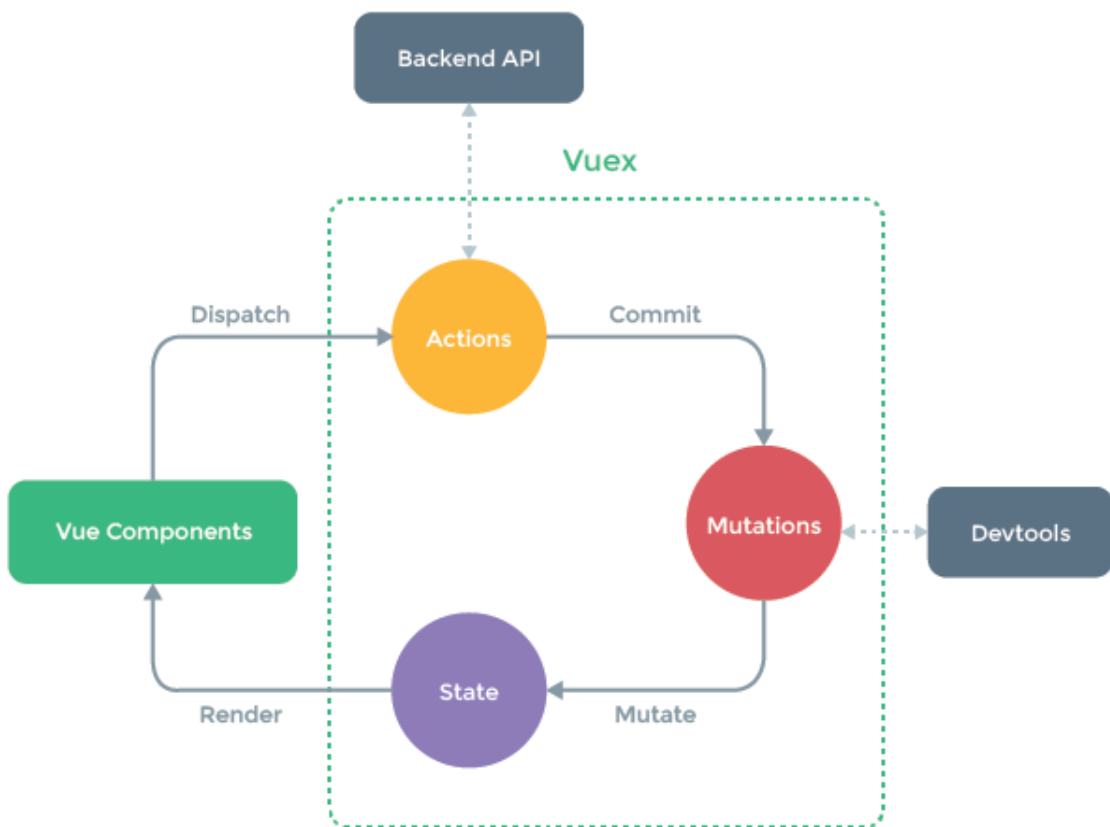 Backend API
Vuex
Dispatch
Commit
Actions
Vue Components
Mutations
Devtools
State
Render
Mutate